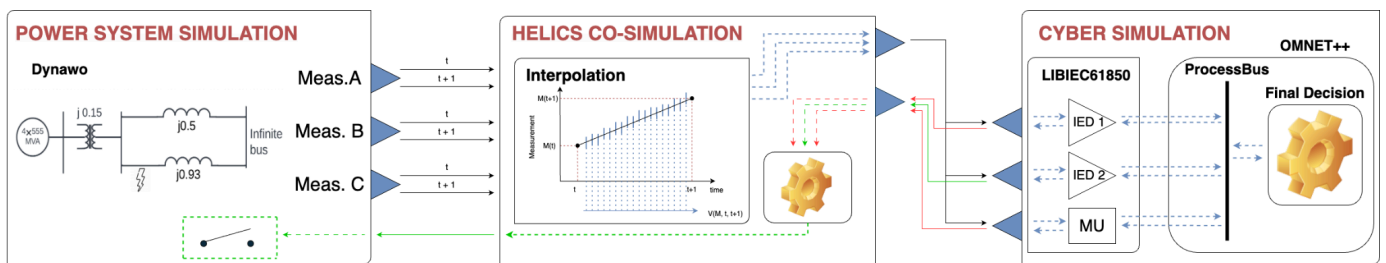 POWER SYSTEM SIMULATION
Dynawo
j 0.15
4x555
MVA
j0.5
j0.93
Infinite
bus
Meas.A
Meas. B
Meas. C
t
t + 1
t
t + 1
t
t + 1
HELICS CO-SIMULATION
Interpolation
M(t+1)
Measurement
M(t)
t
t+1
time
V(M, t, t+1)
CYBER SIMULATION
OMNET++
LIBIEC61850
ProcessBus
Final Decision
IED 1
IED 2
MU